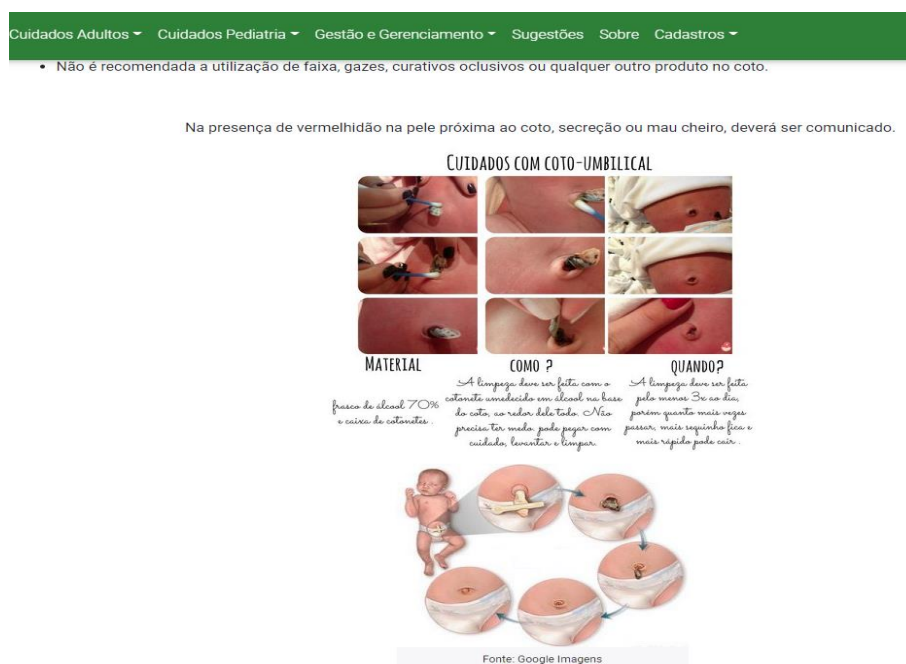 Cuidados Adultos Cuidados Pediatria Gestão e Gerenciamento Sugestões Sobre Cadastros
• Não é recomendada a utilização de faixa, gazes, curativos oclusivos ou qualquer outro produto no coto.
Na presença de vermelhidão na pele próxima ao coto, secreção ou mau cheiro, deverá ser comunicado.
CUIDADOS COM COTO-UMBILICAL
MATERIAL
frasco de álcool 70%
e caixa de cotonetes .
COMO ?
A limpeza deve ser feita com o
cotonete umedecido em álcool na base
do coto, ao redor dele todo. Não
precisa ter medo. pode pegar com
cuidado, levantar e limpar.
QUANDO?
A limpeza deve ser feita
pelo menos 3x ao dia,
porém quanto mais vezes
passar, mais sequinho fica e
mais rápido pode cair .
Fonte: Google Imagens